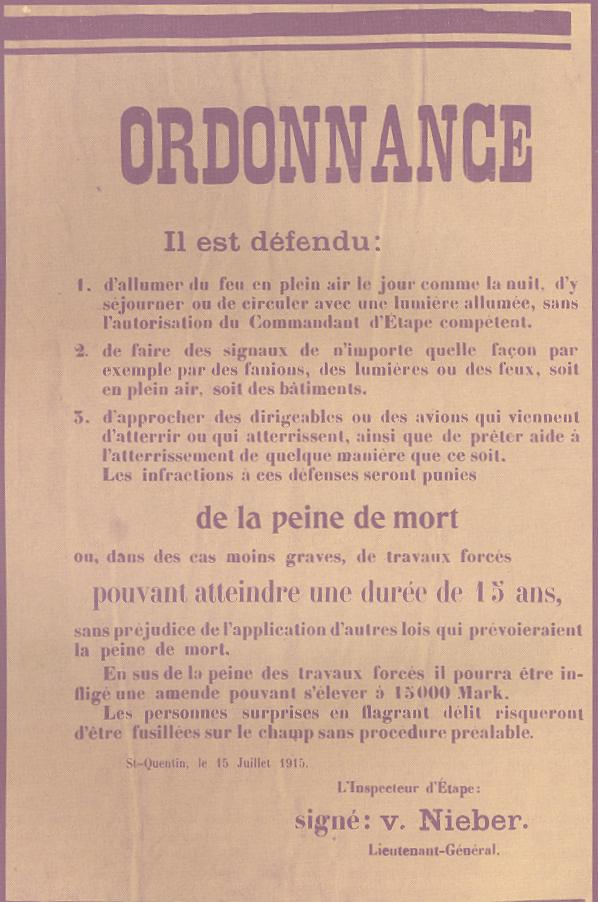 ORDONNANCE
Il est défendu:
1. d'allumer du feu en plein air le jour comme la nuit, d'y
séjourner ou de circuler avec une lumière allumée, sans
l'autorisation du Commandant d'Étape compétent.
2. de faire des signaux de n'importe quelle façon par
exemple par des fanions, des lumières ou des feux, soit
en plein air, soit des bâtiments.
3. d'approcher des dirigeables ou des avions qui viennent
d'atterrir ou qui atterrissent, ainsi que de prêter aide à
l'atterrissement de quelque manière que ce soit.
Les infractions à ces défenses seront punies
de la peine de mort
ou, dans des cas moins graves, de travaux forcés
pouvant atteindre une durée de 15 ans,
sans préjudice de l'application d'autres lois qui prévoieraient
la peine de mort.
En sus de la peine des travaux forcés il pourra être in-
fligé une amende pouvant s'élever à 15000 Mark.
Les personnes surprises en flagrant délit risqueront
d'être fusillées sur le champ sans procédure préalable.
St-Quentin, le 15 Juillet 1915.
L'Inspecteur d'Étape:
signé: v. Nieber.
Lieutenant-Général.